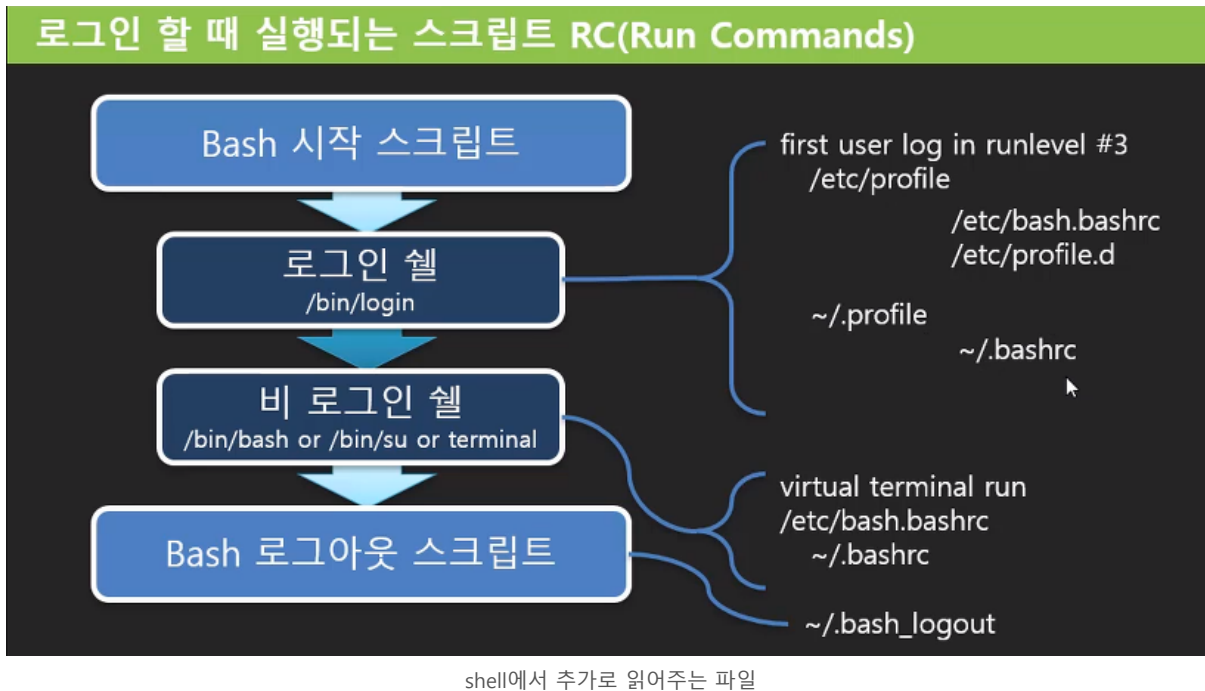 로그인 할 때 실행되는 스크립트 RC(Run Commands)
Bash 시작 스크립트
로그인 쉘
/bin/login
비 로그인 쉘
/bin/bash or /bin/su or terminal
Bash 로그아웃 스크립트
first user log in runlevel #3
/etc/profile
/etc/bash.bashrc
/etc/profile.d
~/.profile
~/.bashrc
virtual terminal run
/etc/bash.bashrc
~/.bashrc
~/.bash_logout
shell에서 추가로 읽어주는 파일